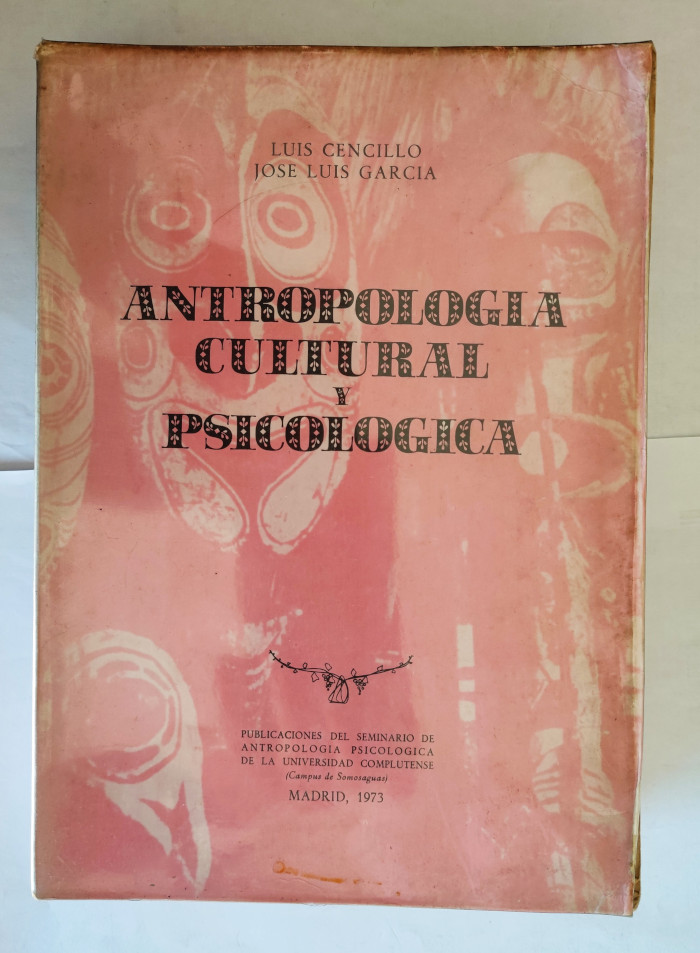 LUIS CENCILLO
JOSE LUIS GARCIA
ANTROPOLOGIA
CULTURAL
Y
PSICOLOGICA
PUBLICACIONES DEL SEMINARIO DE
ANTROPOLOGIA PSICOLOGICA
DE LA UNIVERSIDAD COMPLUTENSE
(Campus de Somosaguas)
MADRID, 1973